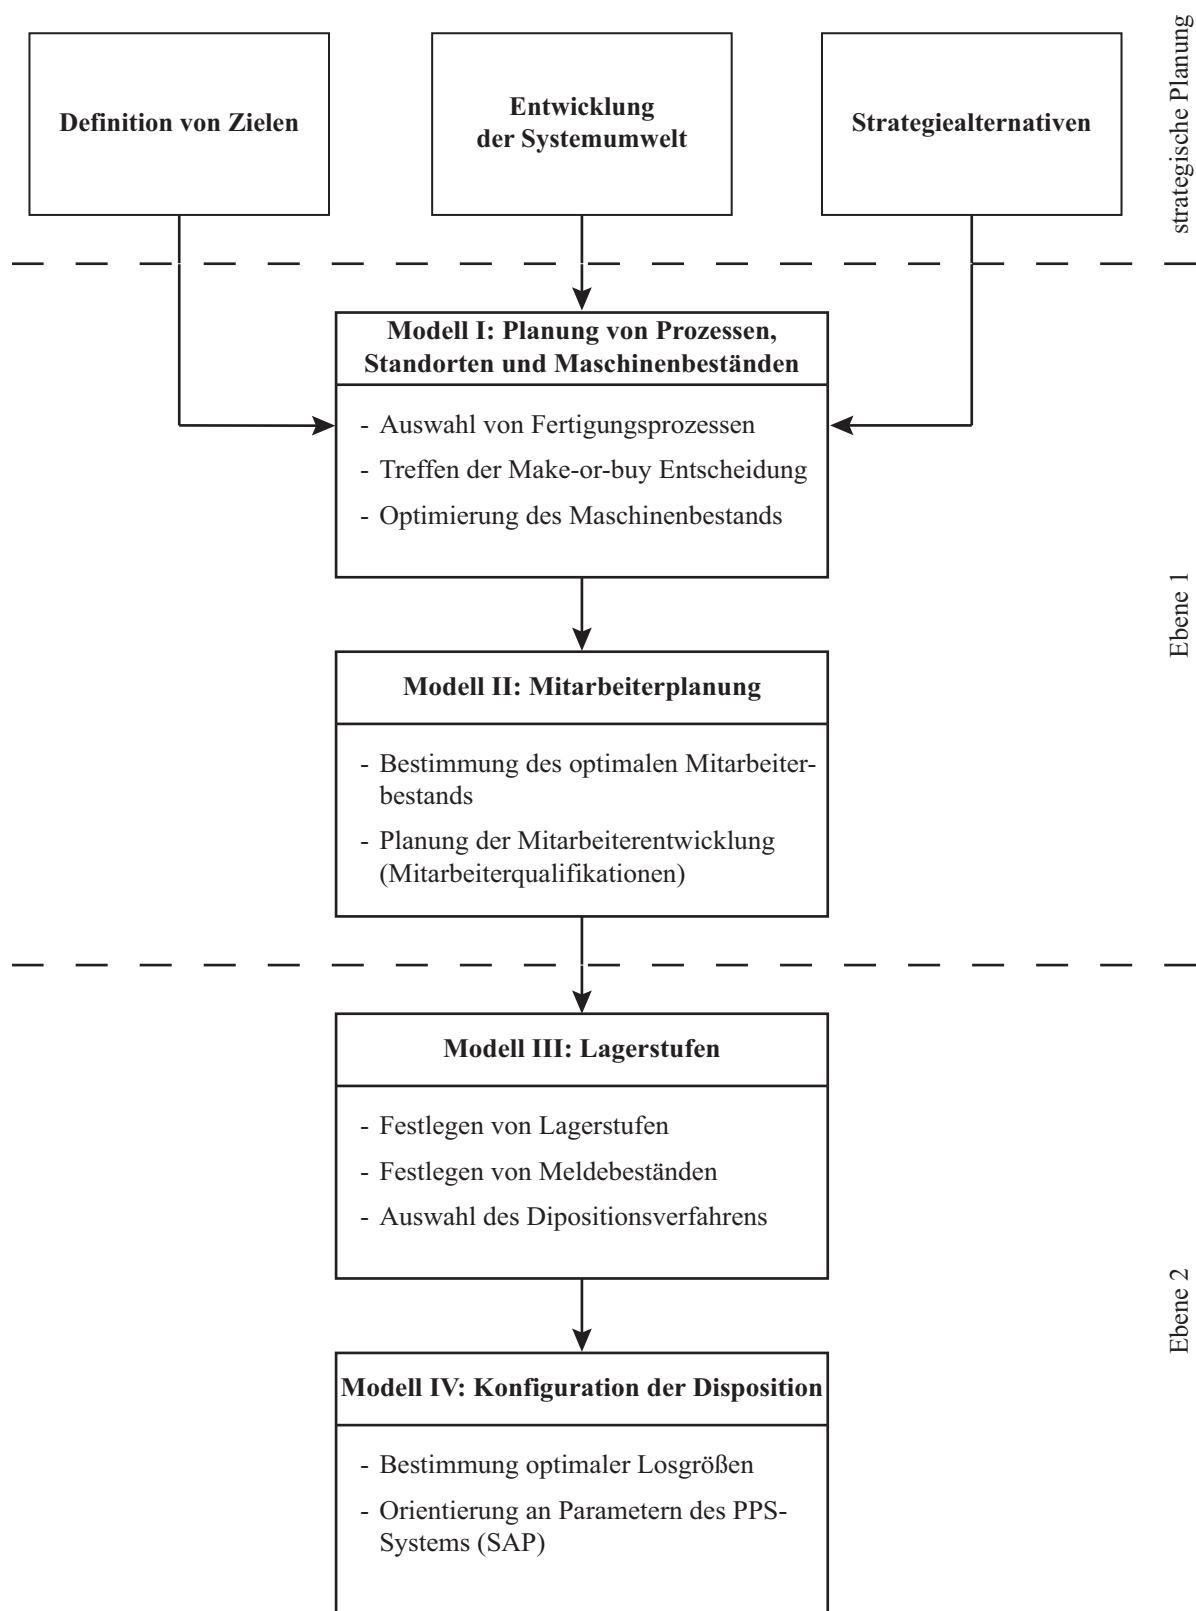 Definition von Zielen
Entwicklung
der Systemumwelt
Strategiealternativen
strategische Planung
Modell I: Planung von Prozessen,
Standorten und Maschinenbeständen
- Auswahl von Fertigungsprozessen
- Treffen der Make-or-buy Entscheidung
- Optimierung des Maschinenbestands
Ebene 1
Modell II: Mitarbeiterplanung
- Bestimmung des optimalen Mitarbeiter-
bestands
- Planung der Mitarbeiterentwicklung
(Mitarbeiterqualifikationen)
Modell III: Lagerstufen
- Festlegen von Lagerstufen
- Festlegen von Meldebeständen
- Auswahl des Dipositionsverfahrens
Ebene 2
Modell IV: Konfiguration der Disposition
- Bestimmung optimaler Losgrößen
- Orientierung an Parametern des PPS-
Systems (SAP)